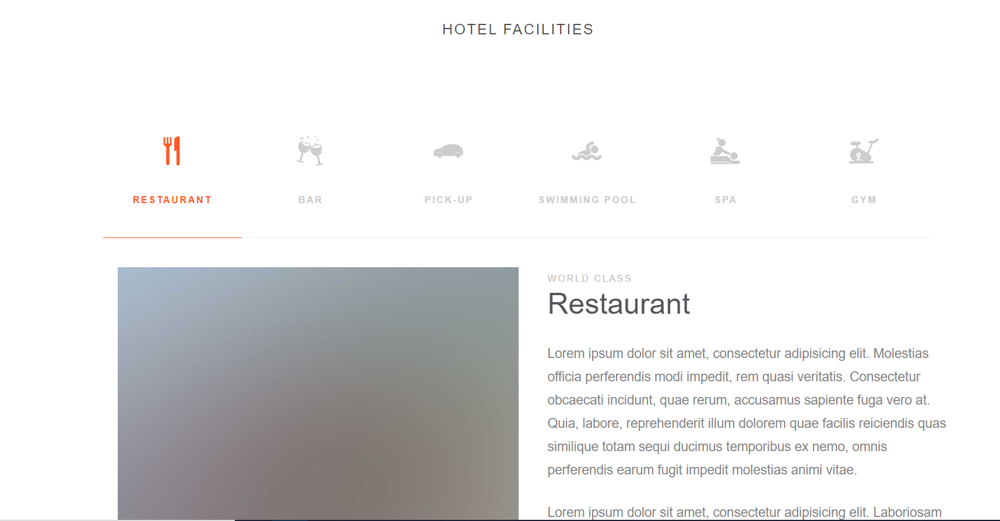 HOTEL FACILITIES
RESTAURANT
BAR
PICK-UP
SWIMMING POOL
SPA
GYM
WORLD CLASS
Restaurant
Lorem ipsum dolor sit amet, consectetur adipisicing elit. Molestias
officia perferendis modi impedit, rem quasi veritatis. Consectetur
obcaecati incidunt, quae rerum, accusamus sapiente fuga vero at.
Quia, labore, reprehenderit illum dolorem quae facilis reiciendis quas
similique totam sequi ducimus temporibus ex nemo, omnis
perferendis earum fugit impedit molestias animi vitae.
Lorem ipsum dolor sit amet, consectetur adipisicing elit. Laboriosam